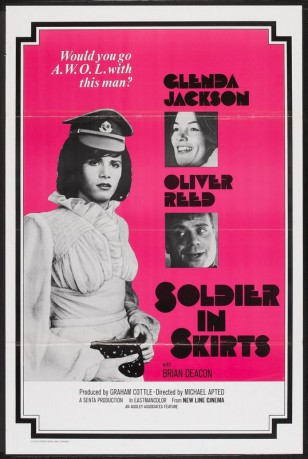 Would you go
A.W.O.L. with
this man?
GLENDA
JACKSON
OLIVER
REED
SOLDIER
IN
SKIRTS
with
BRIAN DEACON
Produced by GRAHAM COTTLE · Directed by MICHAEL APTED
A SENTA PRODUCTION In EASTMANCOLOR From NEW LINE CINEMA
AN AUDLEY ASSOCIATES FEATURE